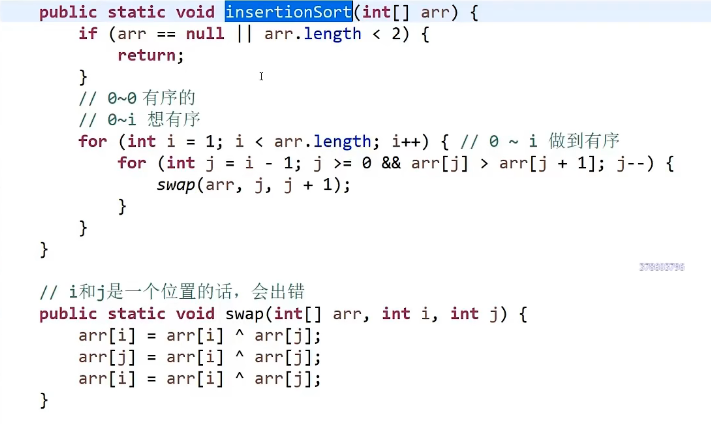 public static void insertionSort(int[] arr) {
if (arr == null || arr.length < 2) {
return;
}
// 0~0 有序的
// 0~i 想有序
for (int i = 1; i < arr.length; i++) { // 0 ~ i 做到有序
for (int j = i - 1; j >= 0 && arr[j] > arr[j + 1]; j--) {
swap(arr, j, j + 1);
}
}
}
// i和j是一个位置的话，会出错
public static void swap(int[] arr, int i, int j) {
arr[i] = arr[i] ^ arr[j];
arr[j] = arr[i] ^ arr[j];
arr[i] = arr[i] ^ arr[j];
}